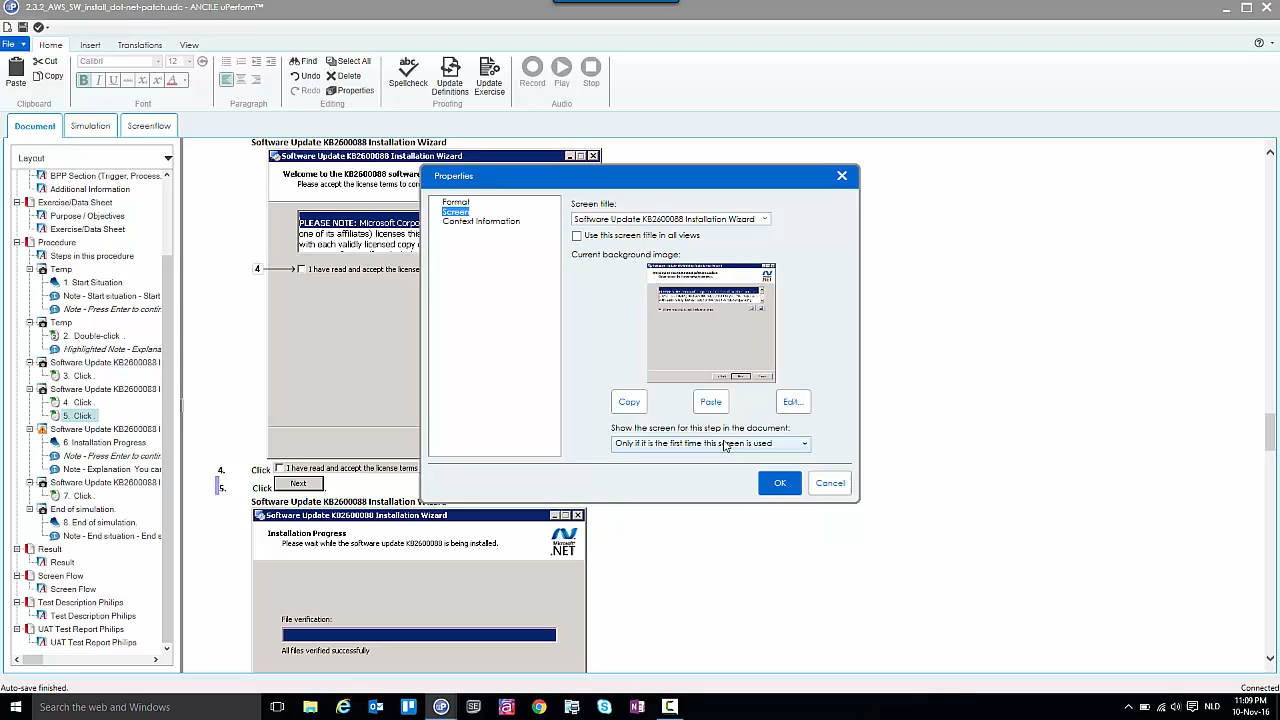 2.3.2_AWS_SW_install_dot-net-patch.udc - ANCILE uPerform™
File Home Insert Translations View
Paste
Cut
Copy
Clipboard
Calibri 12
B I U abc X₂ X² A
Font
Paragraph
Find Select All
Undo Delete
Redo Properties
Editing
abc
Spellcheck
Update Definitions
Update Exercise
Proofing
Record Play Stop
Audio
Document Simulation Screenflow
Layout
BPP Section (Trigger, Process.
Additional Information
Exercise/Data Sheet
Purpose / Objectives
Exercise/Data Sheet
Procedure
Steps in this procedure
Temp
1. Start Situation
Note - Start situation - Start
Note - Press Enter to contir
Temp
2. Double-click .
Highlighted Note - Explana
Software Update KB2600088 I
3. Click .
Software Update KB2600088 I
4. Click .
5. Click .
Software Update KB2600088 I
6. Installation Progress
Note - Press Enter to contir
Note - Explanation You can
Software Update KB2600088 I
7. Click .
End of simulation.
8. End of simulation.
Note - End situation - End s
Result
Result
Screen Flow
Screen Flow
Test Description Philips
Test Description Philips
UAT Test Report Philips
UAT Test Report Philips
Software Update KB2600088 Installation Wizard
Software Update KB2600088 Installation Wizard
Welcome to the KB2600088 softwar
Please accept the license terms to con
PLEASE NOTE: Microsoft Corpo
one of its affiliates) licenses this
with each validly licensed copy o
4 I have read and accept the license
4. Click I have read and accept the license terms
5. Click Next
Software Update KB2600088 Installation Wizard
Software Update KB2600088 Installation Wizard
Installation Progress
Please wait while the software update KB2600088 is being installed.
Microsoft
.NET
File verification:
All files verified successfully
Properties
Format
Screen
Context Information
Screen title:
Software Update KB2600088 Installation Wizard
Use this screen title in all views
Current background image:
.NET
Copy Paste Edit...
Show the screen for this step in the document:
Only if it is the first time this screen is used
OK Cancel
Auto-save finished. Connected
Search the Web and Windows
NLD
11:09 PM
10-Nov-16